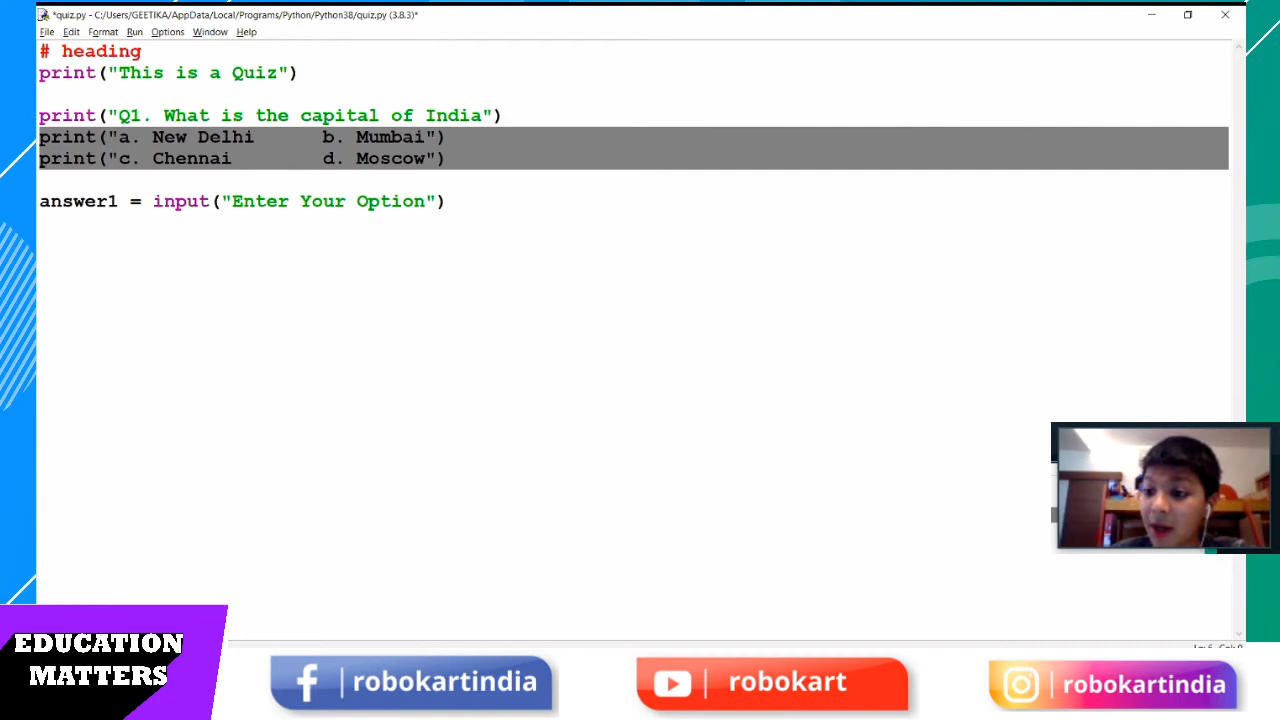 *quiz.py - C:/Users/GEETIKA/AppData/Local/Programs/Python/Python38/quiz.py (3.8.3)*
File Edit Format Run Options Window Help
# heading
print("This is a Quiz")
print("Q1. What is the capital of India")
print("a. New Delhi      b. Mumbai")
print("c. Chennai        d. Moscow")
answer1 = input("Enter Your Option")
EDUCATION
MATTERS
robokartindia
robokart
robokartindia